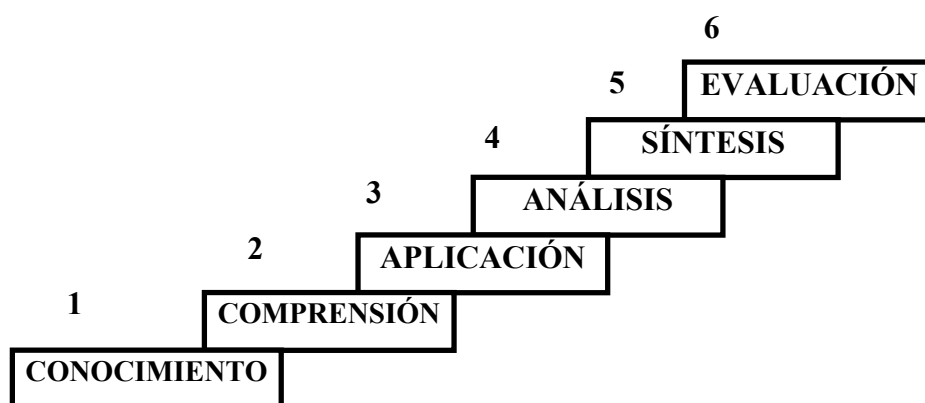 6
EVALUACIÓN
5
SÍNTESIS
4
ANÁLISIS
3
APLICACIÓN
2
COMPRENSIÓN
1
CONOCIMIENTO